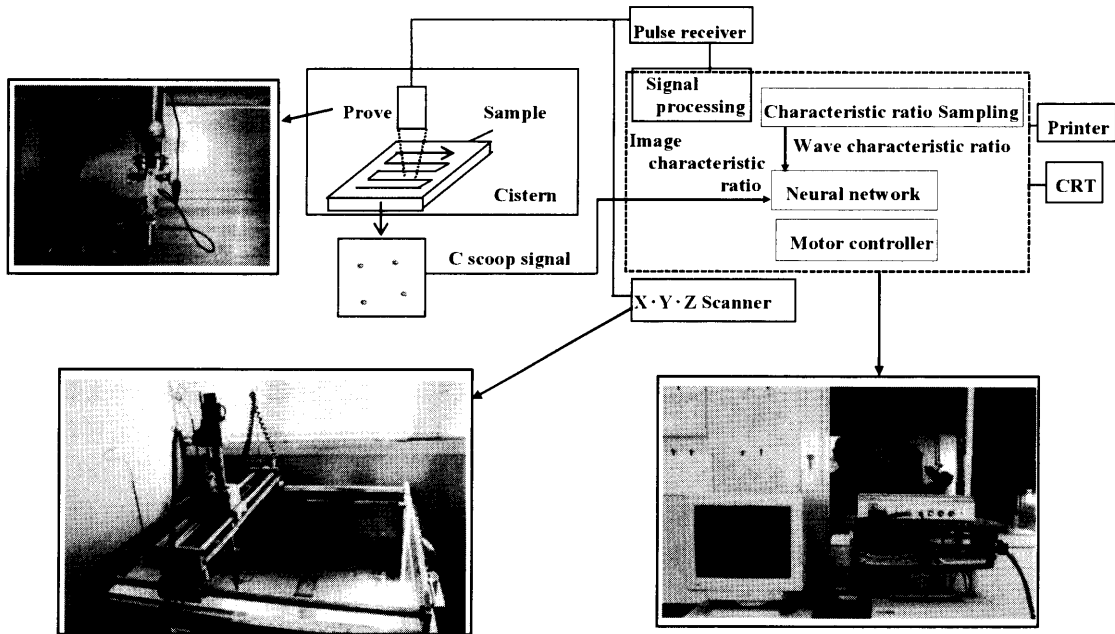 Pulse receiver
Signal
processing
Prove
Sample
Characteristic ratio Sampling
Printer
Image
characteristic
ratio
Wave characteristic ratio
Cistern
Neural network
CRT
Motor controller
C scoop signal
X·Y·Z Scanner